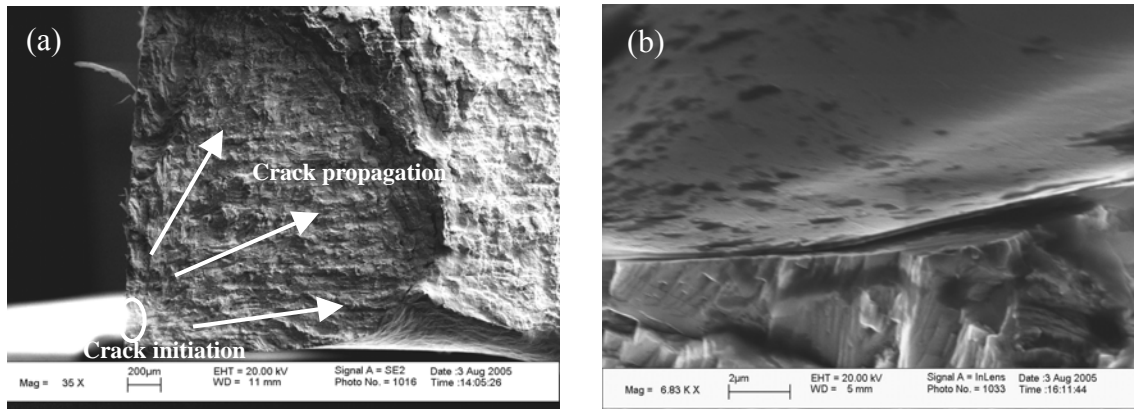 (a)
Crack propagation
Crack initiation
Mag = 35 X
200µm
EHT = 20.00 kV
WD = 11 mm
Signal A = SE2
Photo No. = 1016
Date :3 Aug 2005
Time :14:05:26
(b)
Mag = 6.83 K X
2µm
EHT = 20.00 kV
WD = 5 mm
Signal A = InLens
Photo No. = 1033
Date :3 Aug 2005
Time :16:11:44